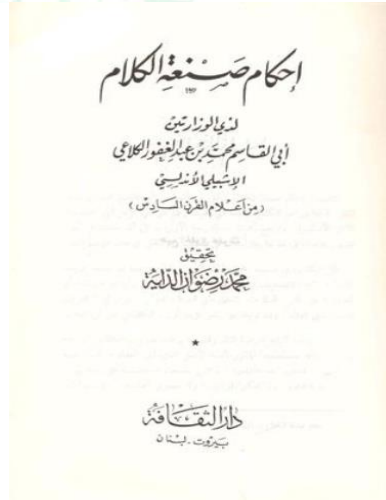 إحكام صنعة الكلام
لذي الوزارتين
أبي القاسم محمد بن عبد الغفور الكلاعي
الإشبيلي الأندلسي
(من أعلام القرن السادس)
تحقيق
محمد رضوان الداية
دار الثقافة
بيروت - لبنان